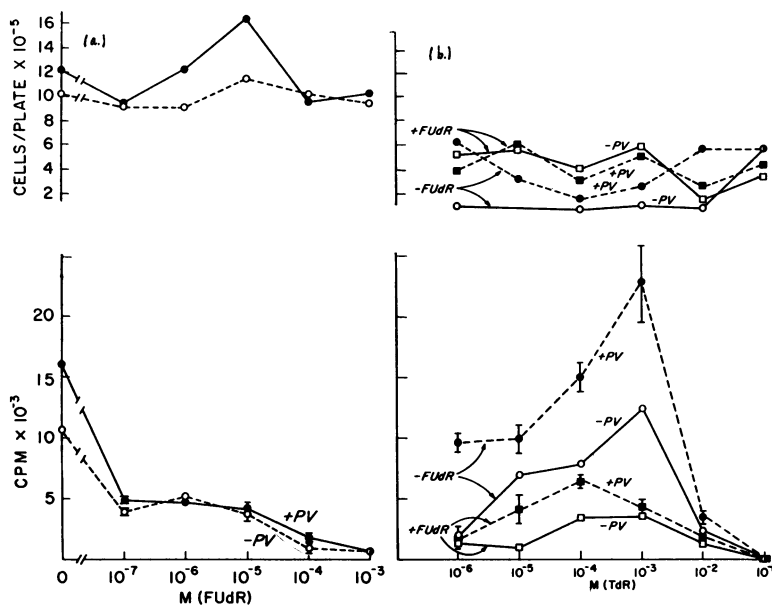 (a.)
CELLS/PLATE X 10⁻⁵
16
14
12
10
8
6
4
2
(b.)
+FUdR
-PV
+PV
+PV
-FUdR
-PV
CPM x 10⁻³
20
15
10
5
+PV
-PV
0
10⁻⁷
10⁻⁶
10⁻⁵
10⁻⁴
10⁻³
M (FUdR)
+PV
-PV
-FUdR
+PV
+FUdR
-PV
10⁻⁶
10⁻⁵
10⁻⁴
10⁻³
10⁻²
M (TdR)